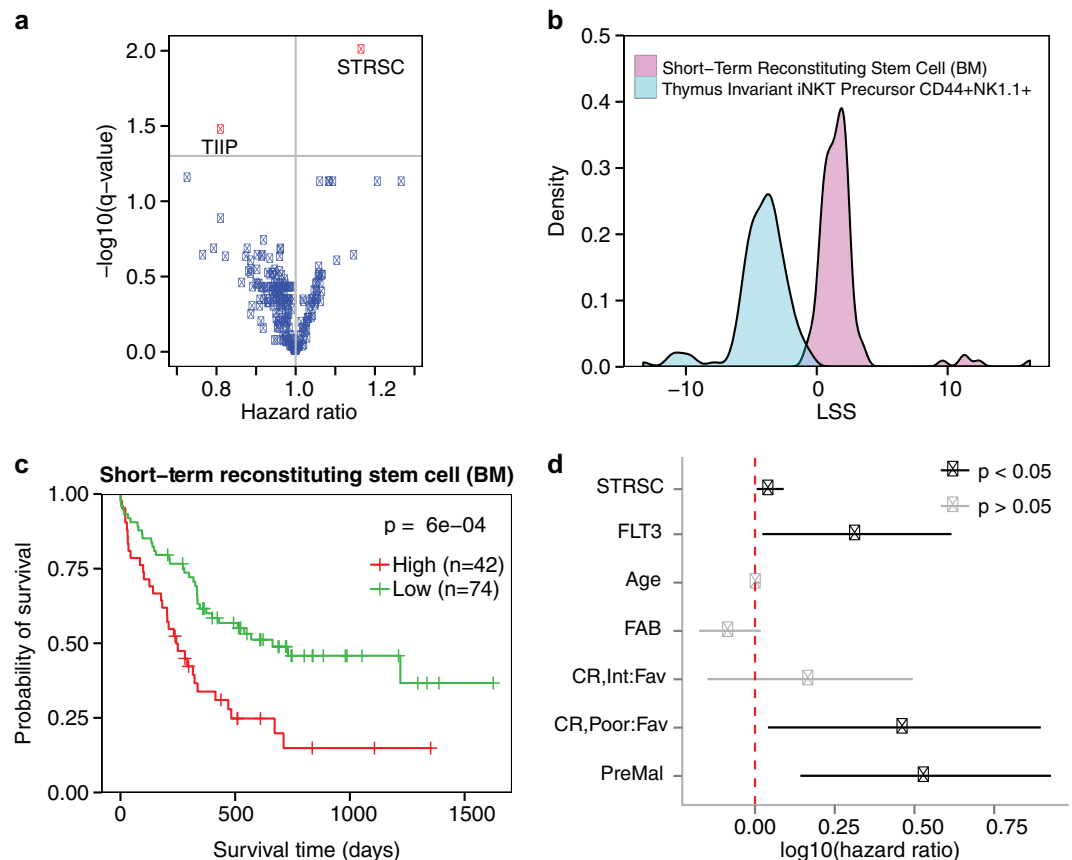 a
2.0
1.5
1.0
0.5
0.0
−log10(q−value)
STRSC
TIIP
0.8
1.0
1.2
Hazard ratio
b
0.5
0.4
0.3
0.2
0.1
0.0
Density
Short−Term Reconstituting Stem Cell (BM)
Thymus Invariant iNKT Precursor CD44+NK1.1+
−10
0
10
LSS
c
Short−term reconstituting stem cell (BM)
1.00
0.75
0.50
0.25
0.00
Probability of survival
p = 6e−04
High (n=42)
Low (n=74)
0
500
1000
1500
Survival time (days)
d
p < 0.05
p > 0.05
STRSC
FLT3
Age
FAB
CR,Int:Fav
CR,Poor:Fav
PreMal
0.00
0.25
0.50
0.75
log10(hazard ratio)